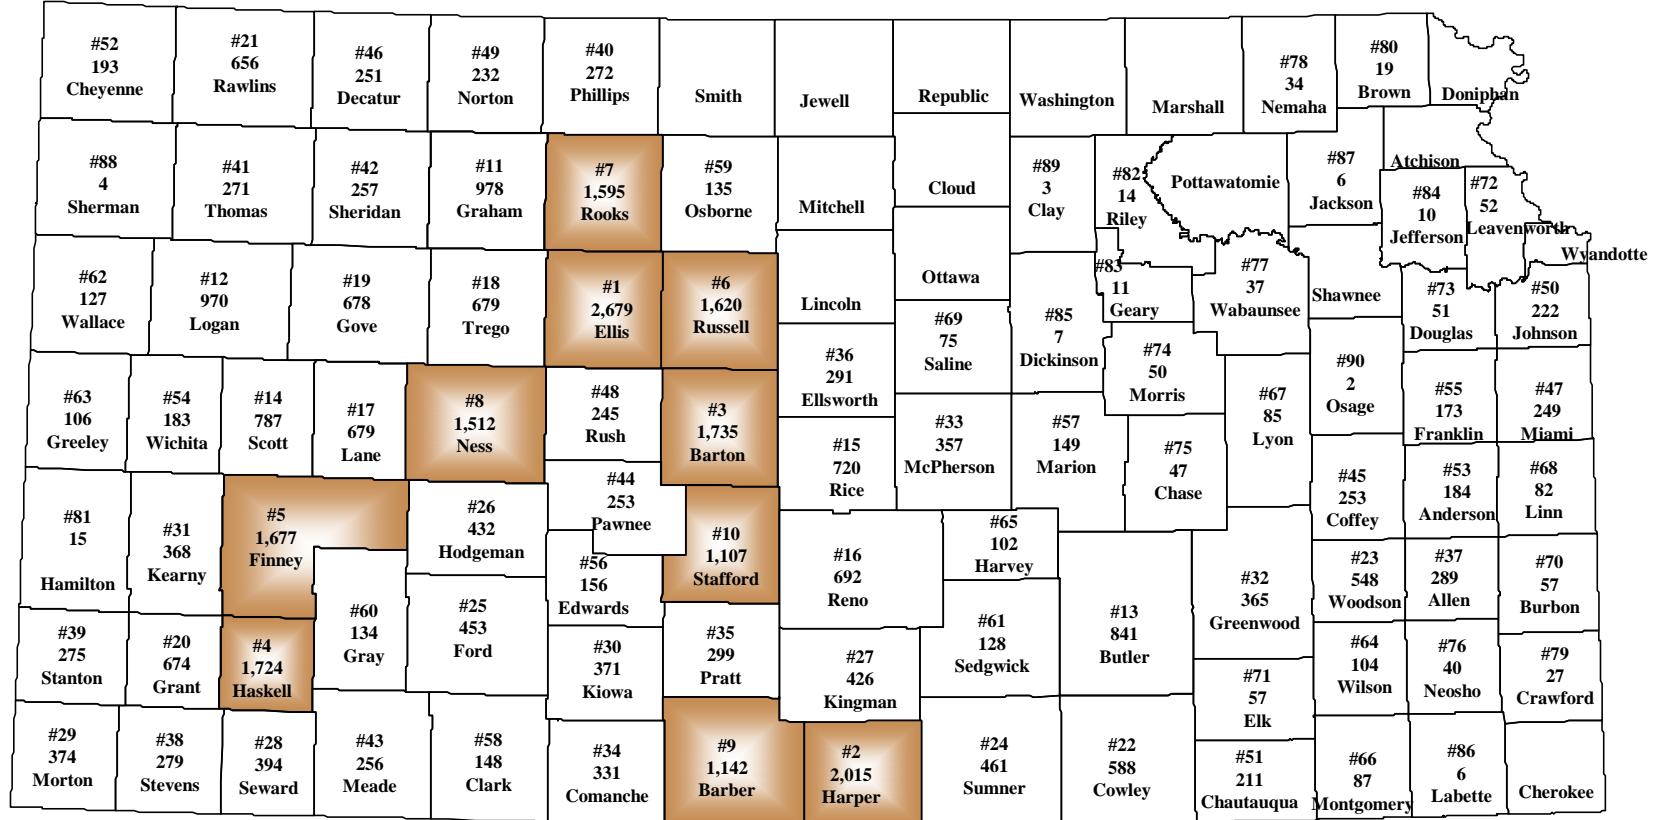 #52
193
Cheyenne
#21
656
Rawlins
#46
251
Decatur
#49
232
Norton
#40
272
Phillips
Smith
Jewell
Republic
Washington
Marshall
#78
34
Nemaha
#80
19
Brown
Doniphan
#88
4
Sherman
#41
271
Thomas
#42
257
Sheridan
#11
978
Graham
#7
1,595
Rooks
#59
135
Osborne
Mitchell
Cloud
#89
3
Clay
#82
14
Riley
Pottawatomie
#87
6
Jackson
Atchison
#84
10
Jefferson
#72
52
Leavenworth
Wyandotte
#62
127
Wallace
#12
970
Logan
#19
678
Gove
#18
679
Trego
#1
2,679
Ellis
#6
1,620
Russell
Lincoln
Ottawa
#69
75
Saline
#85
7
Dickinson
#83
11
Geary
#77
37
Wabaunsee
Shawnee
#73
51
Douglas
#50
222
Johnson
#63
106
Greeley
#54
183
Wichita
#14
787
Scott
#17
679
Lane
#8
1,512
Ness
#48
245
Rush
#3
1,735
Barton
#36
291
Ellsworth
#15
720
Rice
#33
357
McPherson
#57
149
Marion
#74
50
Morris
#75
47
Chase
#67
85
Lyon
#90
2
Osage
#55
173
Franklin
#47
249
Miami
#81
15
Hamilton
#31
368
Kearny
#5
1,677
Finney
#26
432
Hodgeman
#44
253
Pawnee
#10
1,107
Stafford
#16
692
Reno
#65
102
Harvey
#45
253
Coffey
#53
184
Anderson
#68
82
Linn
#39
275
Stanton
#20
674
Grant
#4
1,724
Haskell
#60
134
Gray
#25
453
Ford
#56
156
Edwards
#30
371
Kiowa
#35
299
Pratt
#27
426
Kingman
#61
128
Sedgwick
#13
841
Butler
#32
365
Greenwood
#23
548
Woodson
#37
289
Allen
#70
57
Burbon
#71
57
Elk
#64
104
Wilson
#76
40
Neosho
#79
27
Crawford
#29
374
Morton
#38
279
Stevens
#28
394
Seward
#43
256
Meade
#58
148
Clark
#34
331
Comanche
#9
1,142
Barber
#2
2,015
Harper
#24
461
Sumner
#22
588
Cowley
#51
211
Chautauqua
#66
87
Montgomery
#86
6
Labette
Cherokee